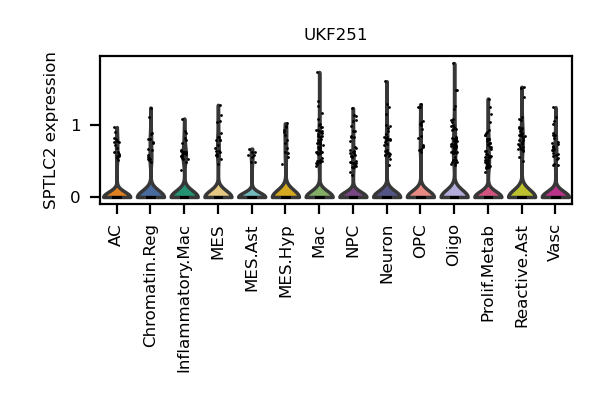 UKF251
SPTLC2 expression
1
0
AC
Chromatin.Reg
Inflammatory.Mac
MES
MES.Ast
MES.Hyp
Mac
NPC
Neuron
OPC
Oligo
Prolif.Metab
Reactive.Ast
Vasc